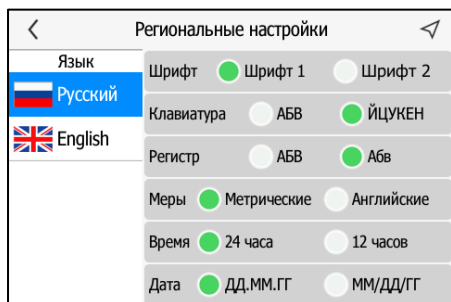 Региональные настройки
Язык
Русский
English
Шрифт Шрифт 1 Шрифт 2
Клавиатура АБВ ЙЦУКЕН
Регистр АБВ Абв
Меры Метрические Английские
Время 24 часа 12 часов
Дата ДД.ММ.ГГ ММ/ДД/ГГ